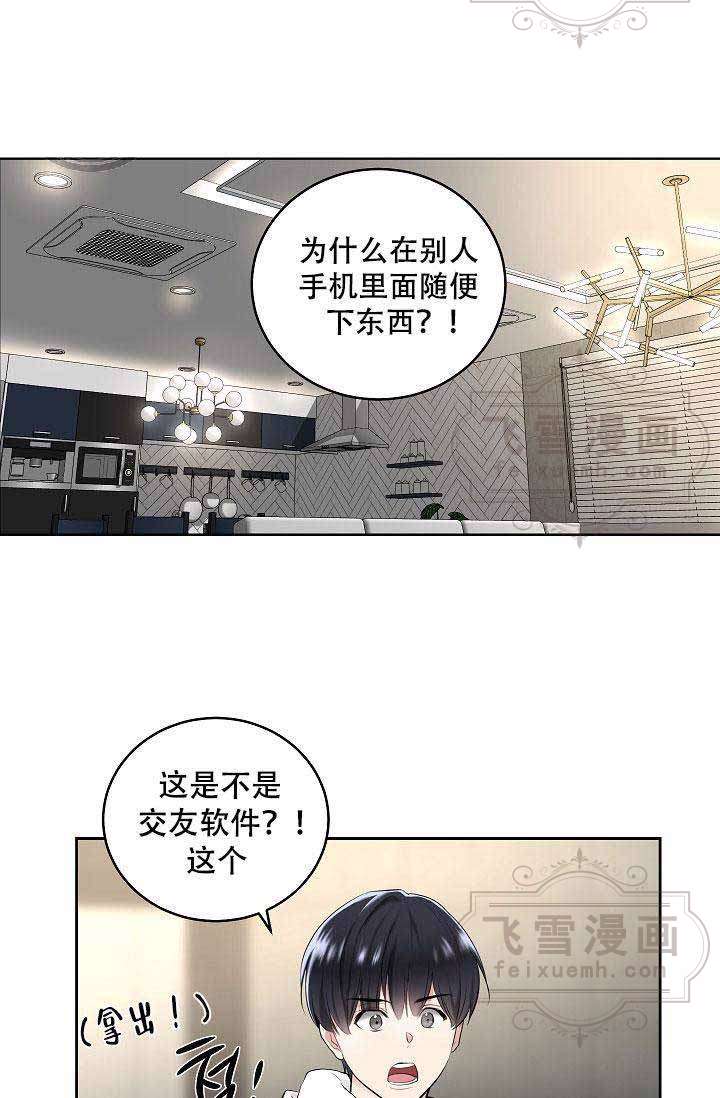 为什么在别人
手机里面随便
下东西?!
飞雪漫画
feixuemh.com
这是不是
交友软件?!
这个
飞雪漫画
feixuemh.com
(拿出!)